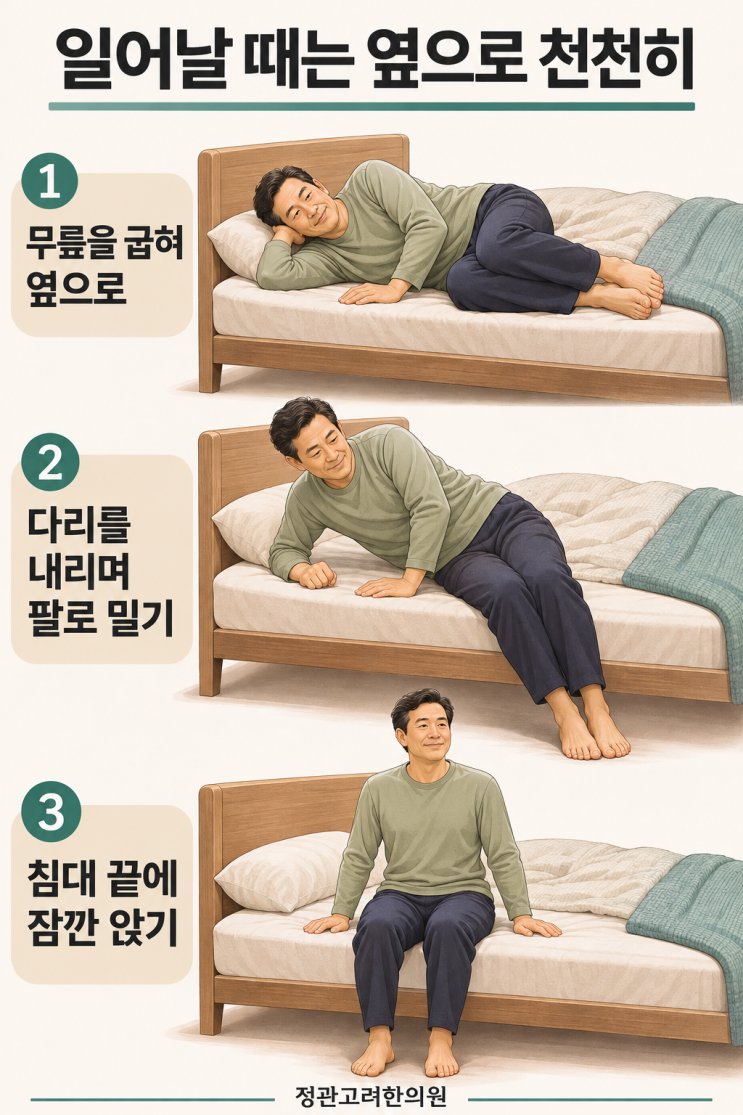 일어날 때는 옆으로 천천히
1
무릎을 굽혀
옆으로
2
다리를
내리며
팔로 밀기
3
침대 끝에
잠깐 앉기
정관고려한의원